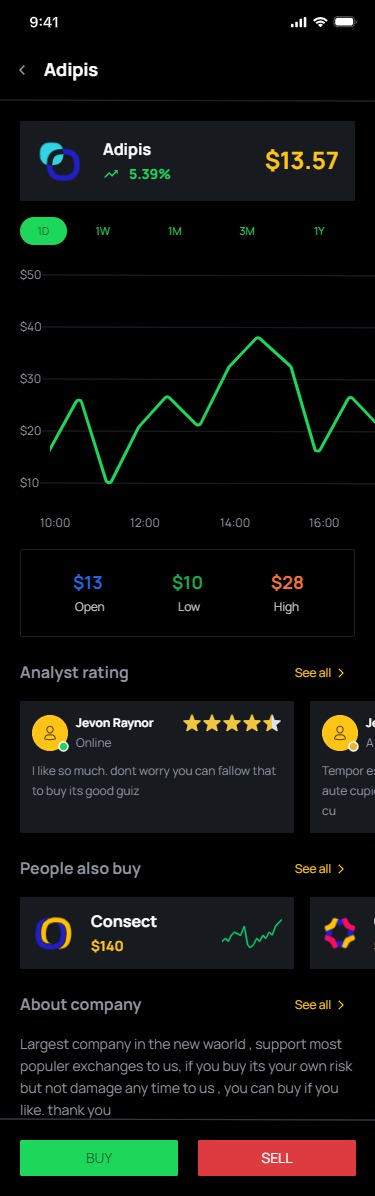 9:41
Adipis
Adipis
5.39%
$13.57
1D 1W 1M 3M 1Y
$50
$40
$30
$20
$10
10:00 12:00 14:00 16:00
$13 $10 $28
Open Low High
Analyst rating See all
Jevon Raynor
Online
I like so much. dont worry you can fallow that
to buy its good guiz
Je
A
Tempor es
aute cupi
cu
People also buy See all
Consect
$140
About company See all
Largest company in the new waorld , support most
populer exchanges to us, if you buy its your own risk
but not damage any time to us , you can buy if you
like. thank you
BUY SELL